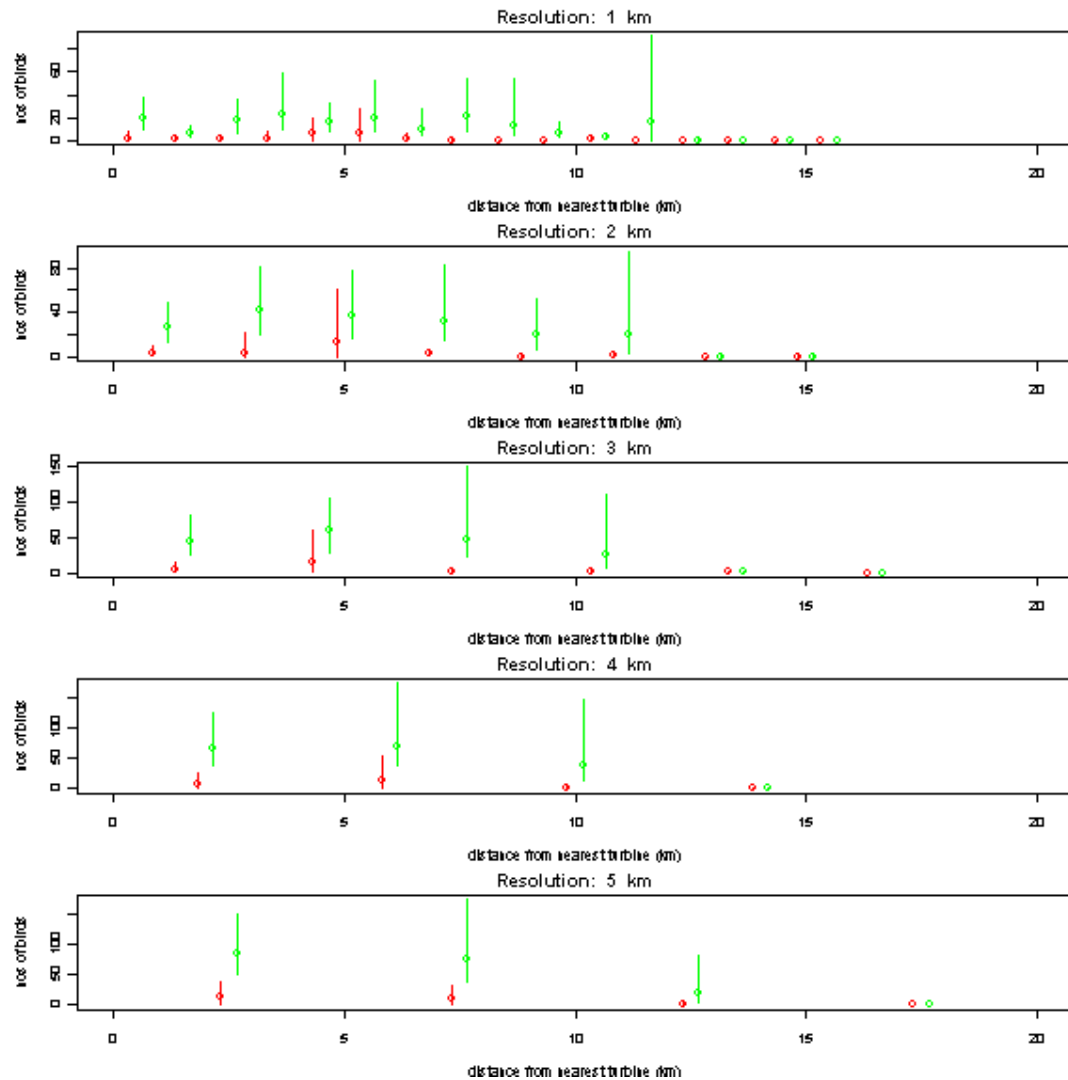 Resolution: 1 km
nos of birds
0 20 60
0 5 10 15 20
distance from nearest turbine (km)
Resolution: 2 km
nos of birds
0 40 80
0 5 10 15 20
distance from nearest turbine (km)
Resolution: 3 km
nos of birds
0 50 100 150
0 5 10 15 20
distance from nearest turbine (km)
Resolution: 4 km
nos of birds
0 50 100
0 5 10 15 20
distance from nearest turbine (km)
Resolution: 5 km
nos of birds
0 50 100
0 5 10 15 20
distance from nearest turbine (km)